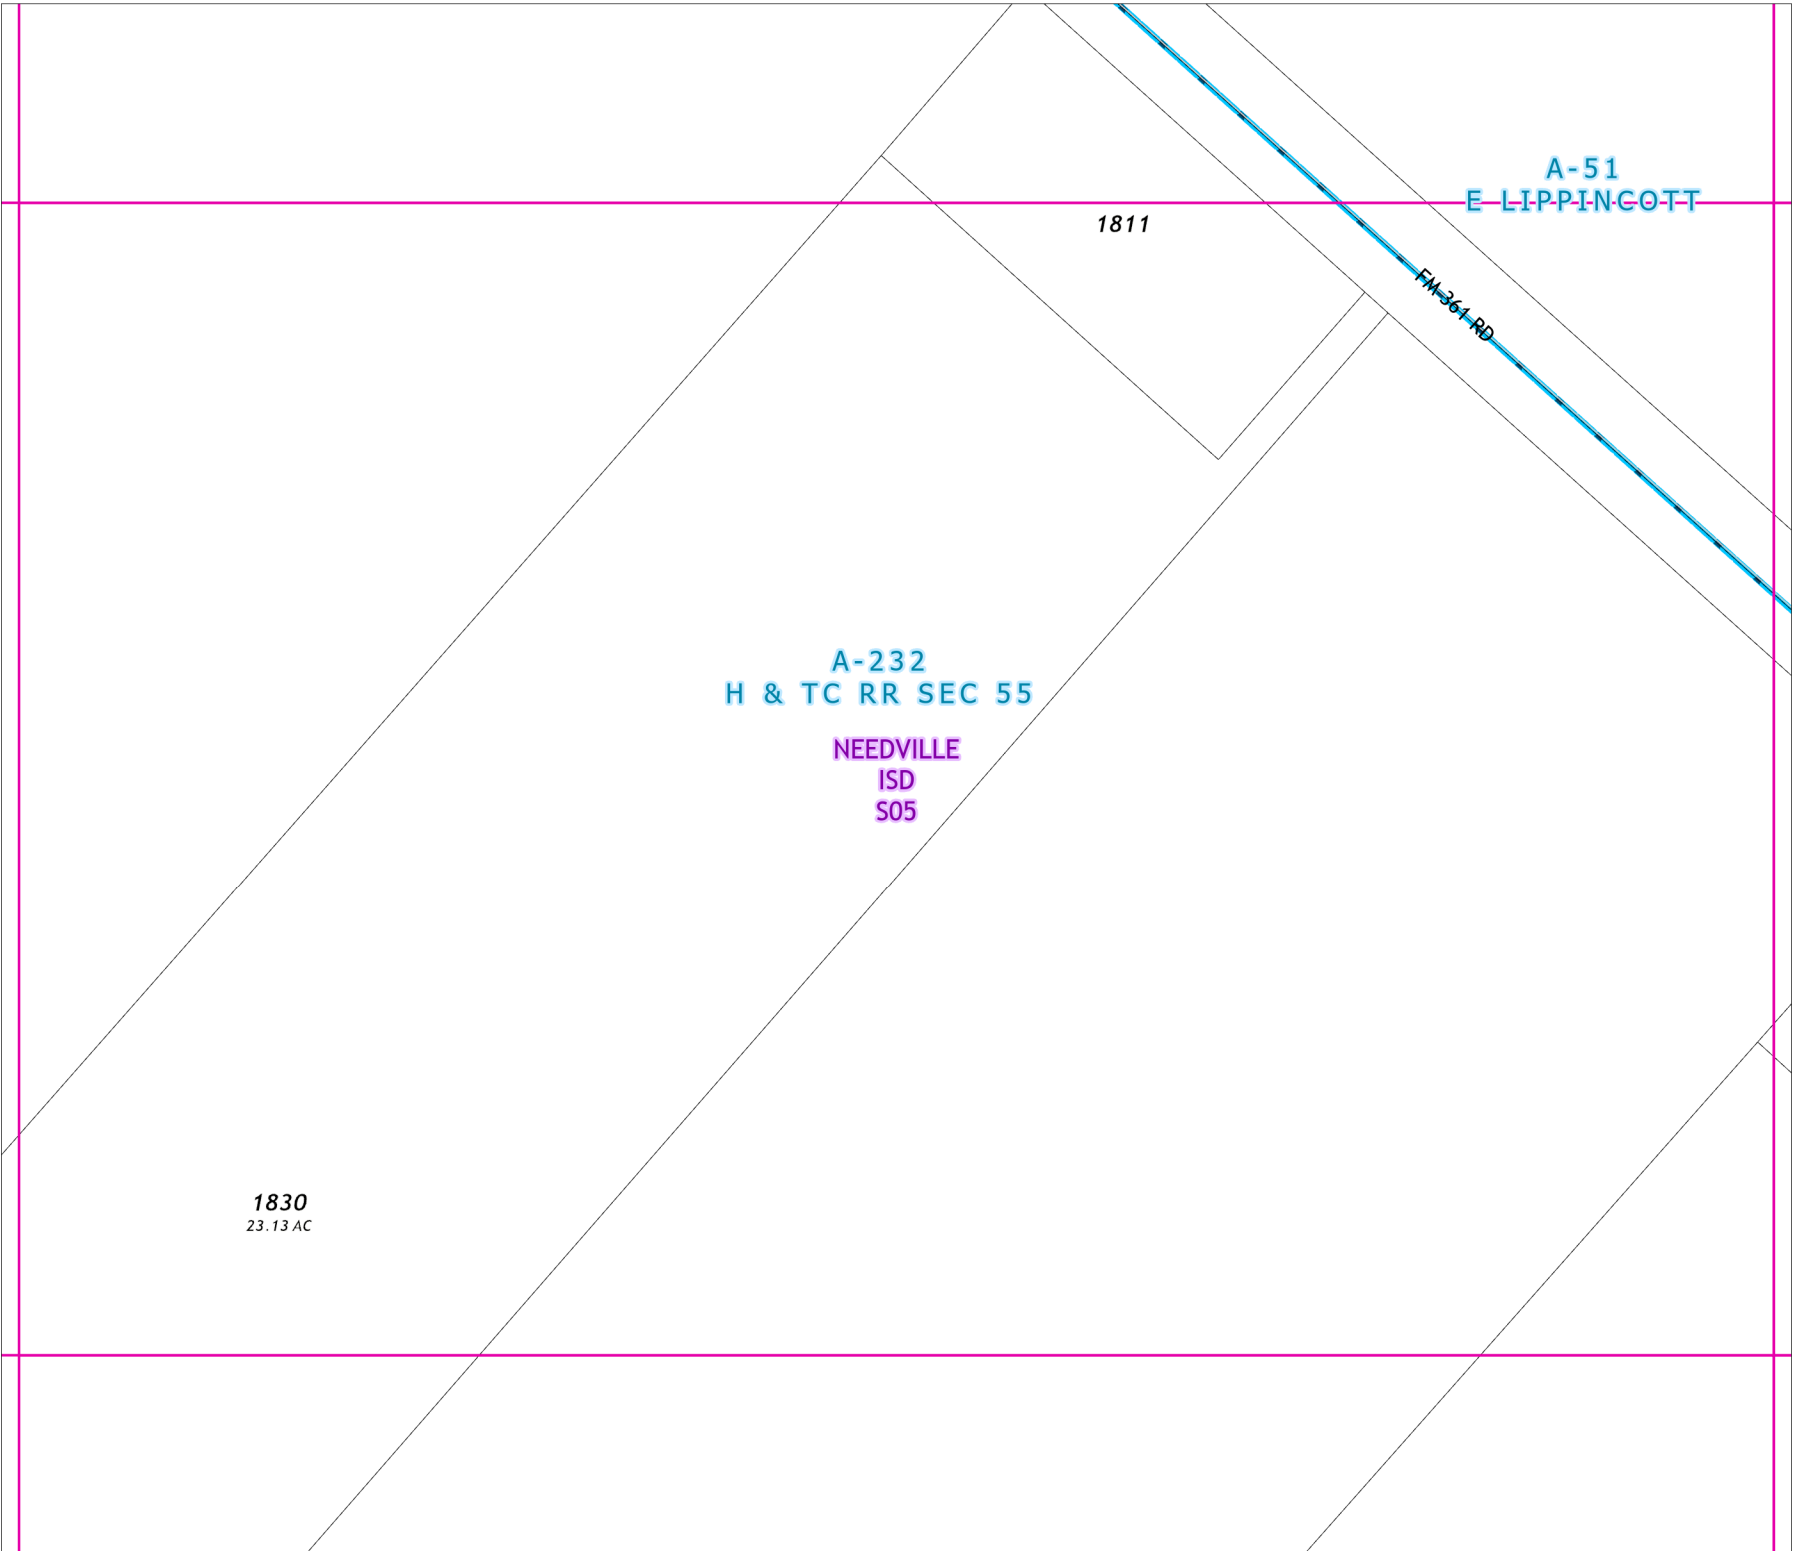 A-51
E LIPPINCOTT
1811
FM 361 RD
A-232
H & TC RR SEC 55
NEEDVILLE
ISD
S05
1830
23.13 AC